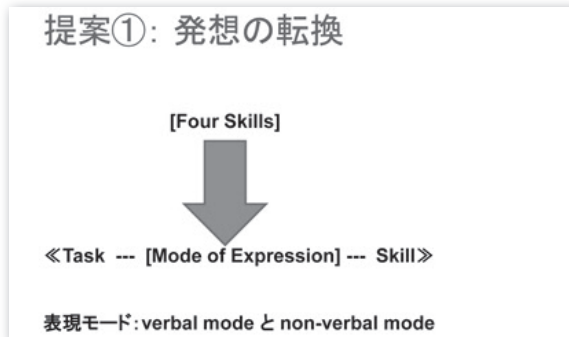 提案①: 発想の転換
[Four Skills]
≪Task --- [Mode of Expression] --- Skill≫
表現モード：verbal mode と non-verbal mode